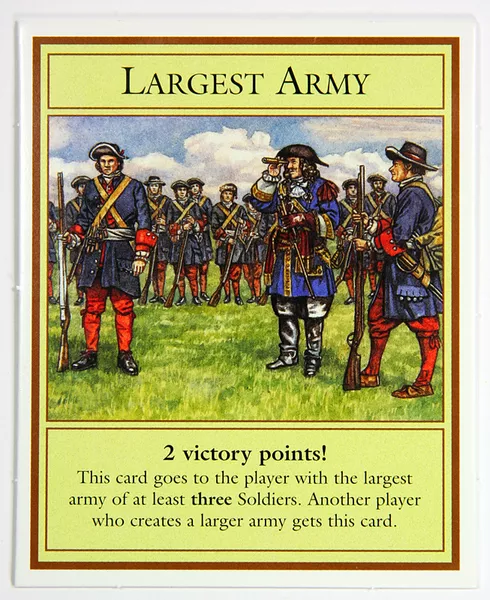 LARGEST ARMY
2 victory points!
This card goes to the player with the largest
army of at least three Soldiers. Another player
who creates a larger army gets this card.